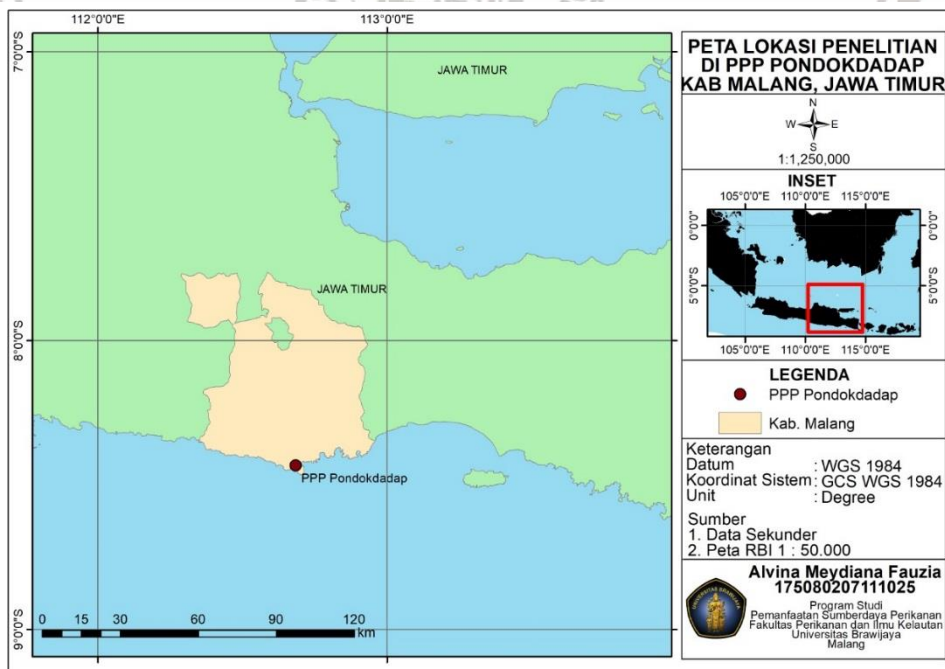 112°0'0"E
113°0'0"E
7°0'0"S
8°0'0"S
9°0'0"S
JAWA TIMUR
JAWA TIMUR
PPP Pondokdadap
0 15 30 60 90 120
km
PETA LOKASI PENELITIAN
DI PPP PONDOKDADAP
KAB MALANG, JAWA TIMUR
N
W E
S
1:1,250,000
INSET
105°0'0"E 110°0'0"E 115°0'0"E
0°0'0" 0°0'0"
5°0'0"S 5°0'0"S
105°0'0"E 110°0'0"E 115°0'0"E
LEGENDA
PPP Pondokdadap
Kab. Malang
Keterangan
Datum : WGS 1984
Koordinat Sistem : GCS WGS 1984
Unit : Degree
Sumber
1. Data Sekunder
2. Peta RBI 1 : 50.000
UNIVERSITAS BRAWIJAYA
Alvina Meydiana Fauzia
175080207111025
Program Studi
Pemanfaatan Sumberdaya Perikanan
Fakultas Perikanan dan Ilmu Kelautan
Universitas Brawijaya
Malang